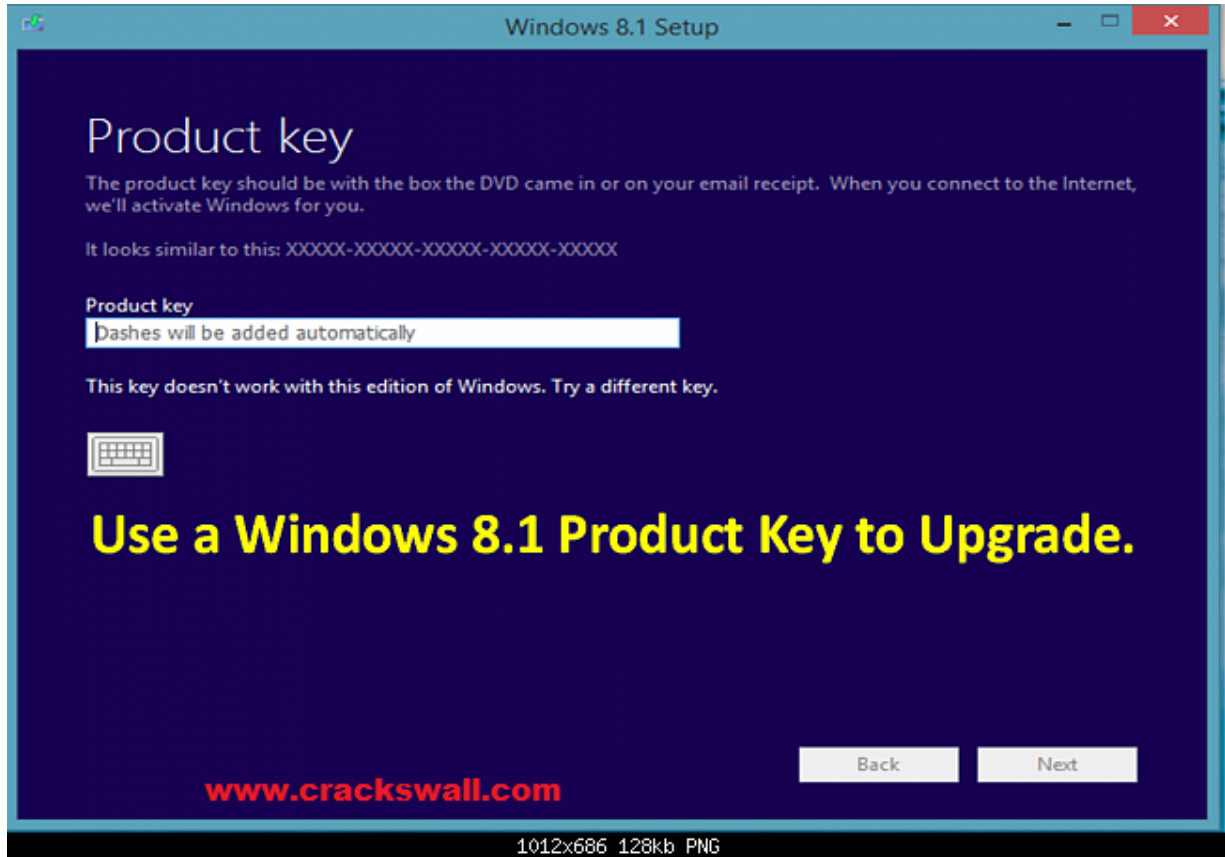 Windows 8.1 Setup
Product key
The product key should be with the box the DVD came in or on your email receipt. When you connect to the Internet,
we'll activate Windows for you.
It looks similar to this: XXXXX-XXXXX-XXXXX-XXXXX-XXXXX
Product key
Dashes will be added automatically
This key doesn't work with this edition of Windows. Try a different key.
Use a Windows 8.1 Product Key to Upgrade.
Back Next
www.crackswall.com
1012x686 128kb PNG